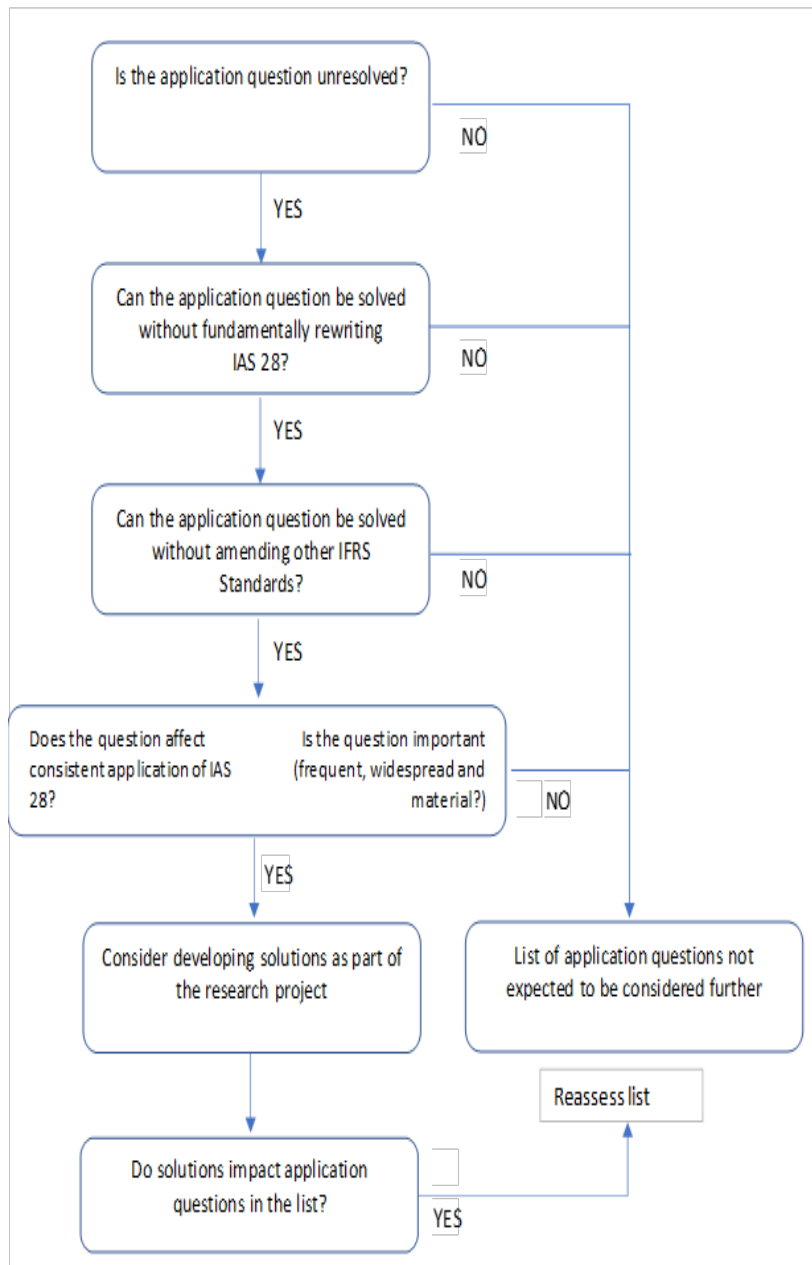 Is the application question unresolved?
NO
YES
Can the application question be solved
without fundamentally rewriting
IAS 28?
NO
YES
Can the application question be solved
without amending other IFRS
Standards?
NO
YES
Does the question affect
consistent application of IAS
28?
Is the question important
(frequent, widespread and
material?)
NO
YES
Consider developing solutions as part of
the research project
List of application questions not
expected to be considered further
Reassess list
Do solutions impact application
questions in the list?
YES